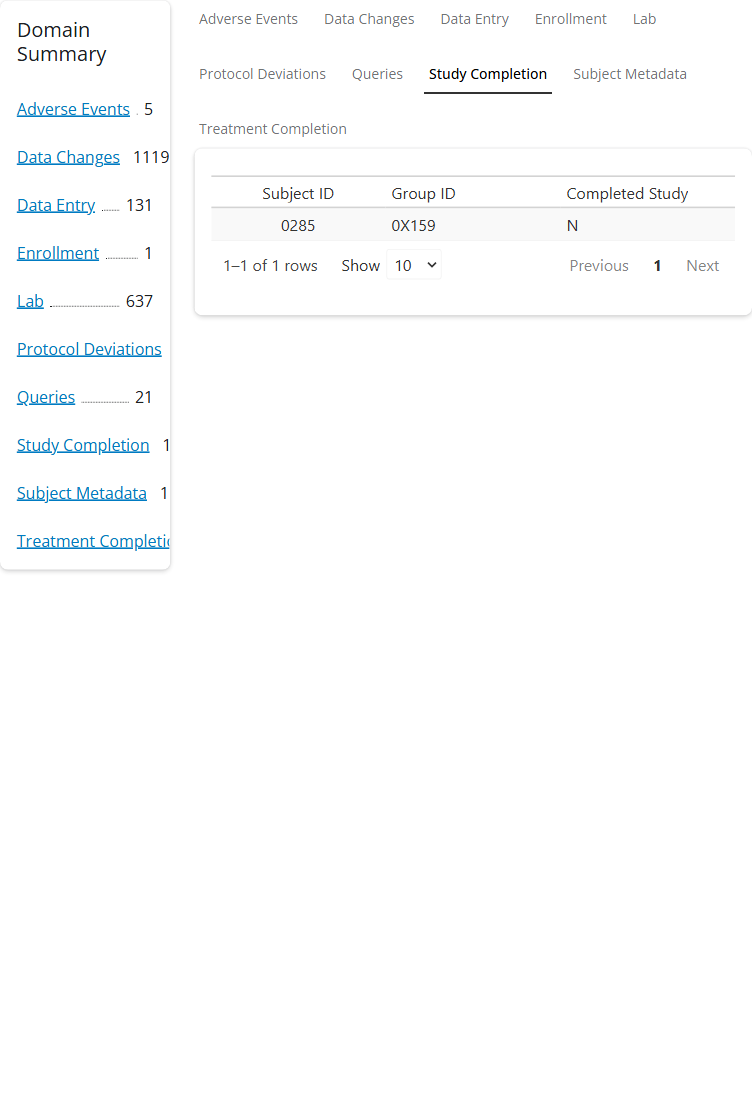 Domain
Summary
Adverse Events 5
Data Changes 1119
Data Entry 131
Enrollment 1
Lab 637
Protocol Deviations
Queries 21
Study Completion 1
Subject Metadata 1
Treatment Completio
Adverse Events Data Changes Data Entry Enrollment Lab
Protocol Deviations Queries Study Completion Subject Metadata
Treatment Completion
Subject ID Group ID Completed Study
0285 0X159 N
1–1 of 1 rows Show 10 Previous 1 Next